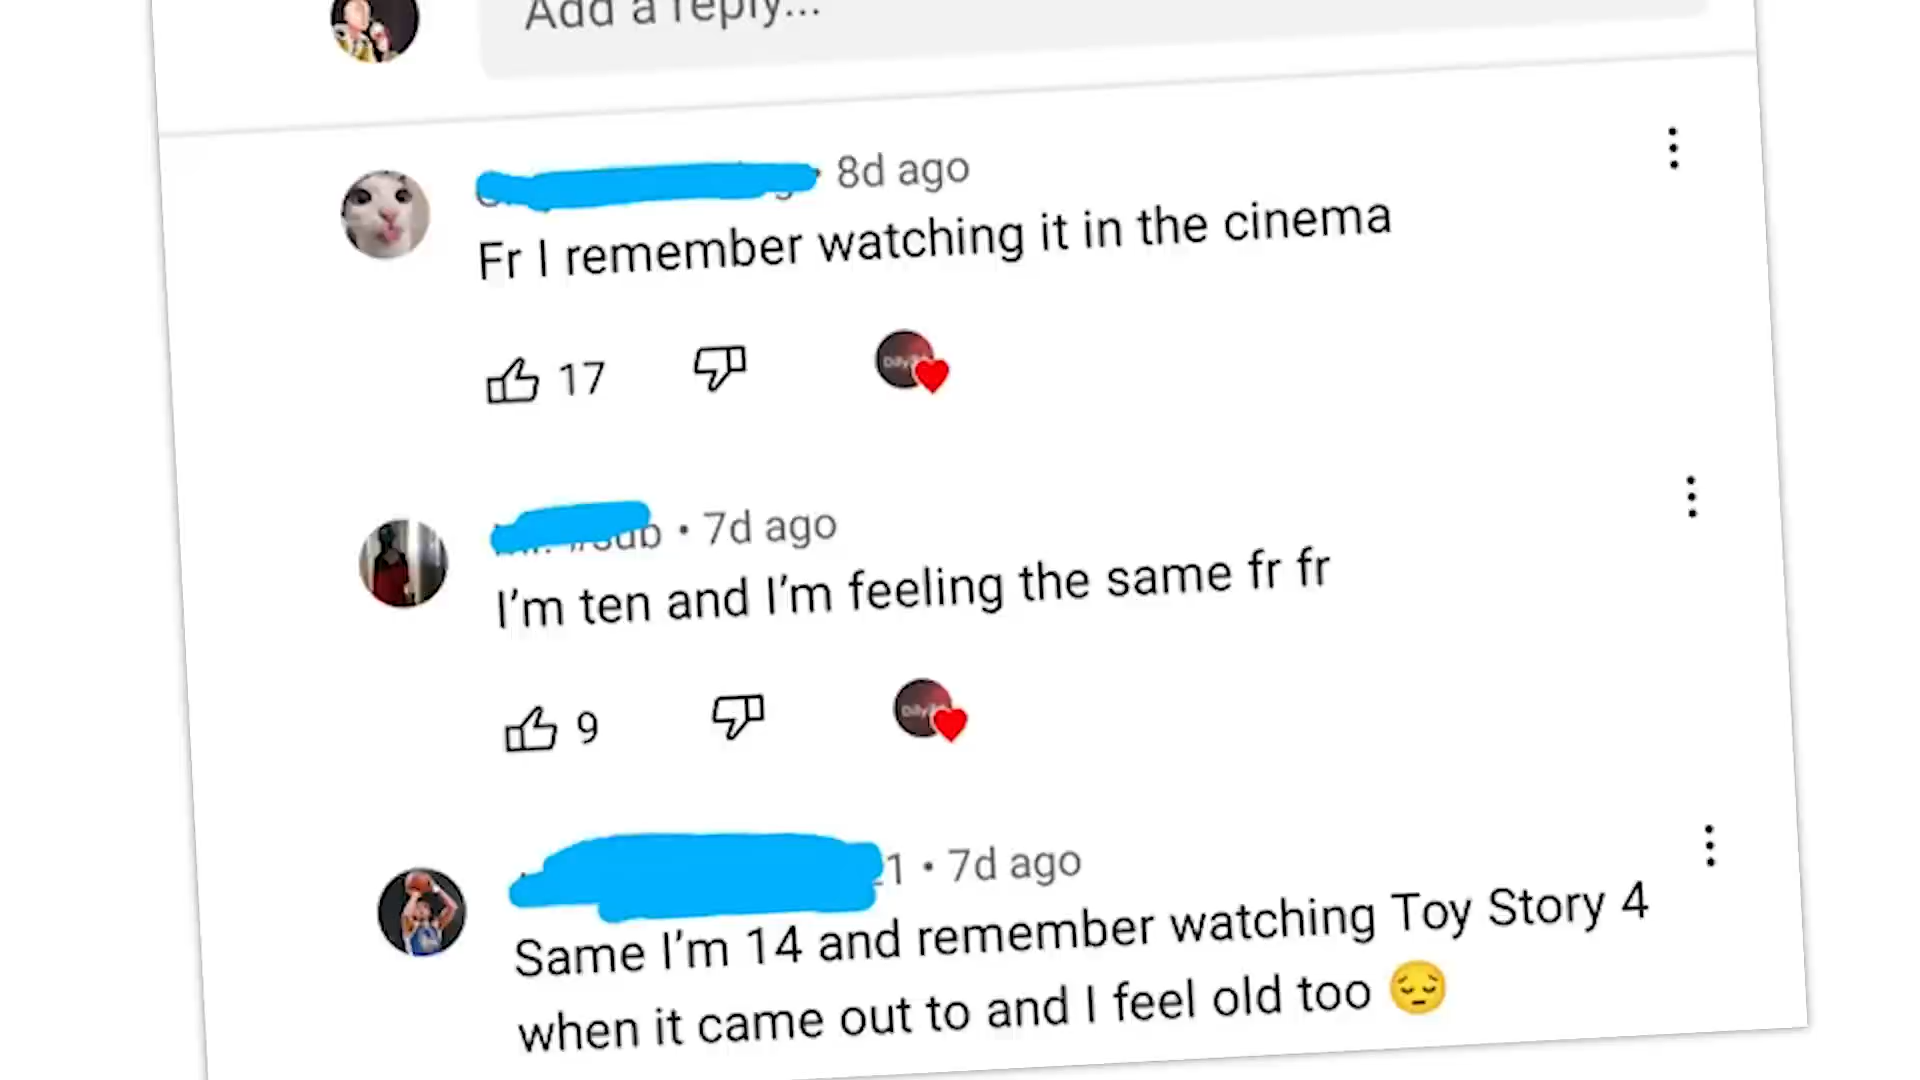 Add a reply...
8d ago
Fr I remember watching it in the cinema
17
• 7d ago
I'm ten and I'm feeling the same fr fr
9
1 • 7d ago
Same I'm 14 and remember watching Toy Story 4
when it came out to and I feel old too 😔